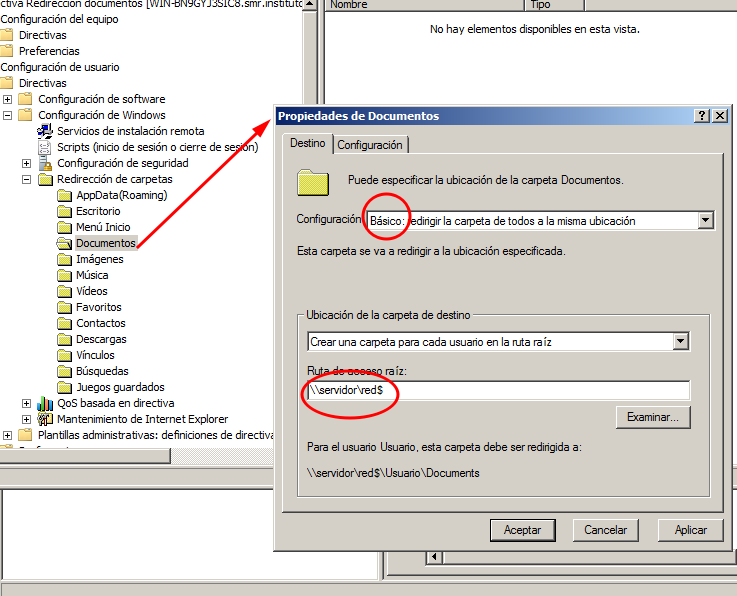 ctiva Redirección documentos [WIN-BN9GYJ3SIC8.smr.instituto
Configuración del equipo
Directivas
Preferencias
Configuración de usuario
Directivas
Configuración de software
Configuración de Windows
Servicios de instalación remota
Scripts (inicio de sesión o cierre de sesión)
Configuración de seguridad
Redirección de carpetas
AppData(Roaming)
Escritorio
Menú Inicio
Documentos
Imágenes
Música
Vídeos
Favoritos
Contactos
Descargas
Vínculos
Búsquedas
Juegos guardados
QoS basada en directiva
Mantenimiento de Internet Explorer
Plantillas administrativas: definiciones de directiva
Nombre
Tipo
No hay elementos disponibles en esta vista.
Propiedades de Documentos
Destino
Configuración
Puede especificar la ubicación de la carpeta Documentos.
Configuración
Básico: redirigir la carpeta de todos a la misma ubicación
Esta carpeta se va a redirigir a la ubicación especificada.
Ubicación de la carpeta de destino
Crear una carpeta para cada usuario en la ruta raíz
Ruta de acceso raíz:
\\servidor\red$
Examinar...
Para el usuario Usuario, esta carpeta debe ser redirigida a:
\\servidor\red$\Usuario\Documents
Aceptar
Cancelar
Aplicar